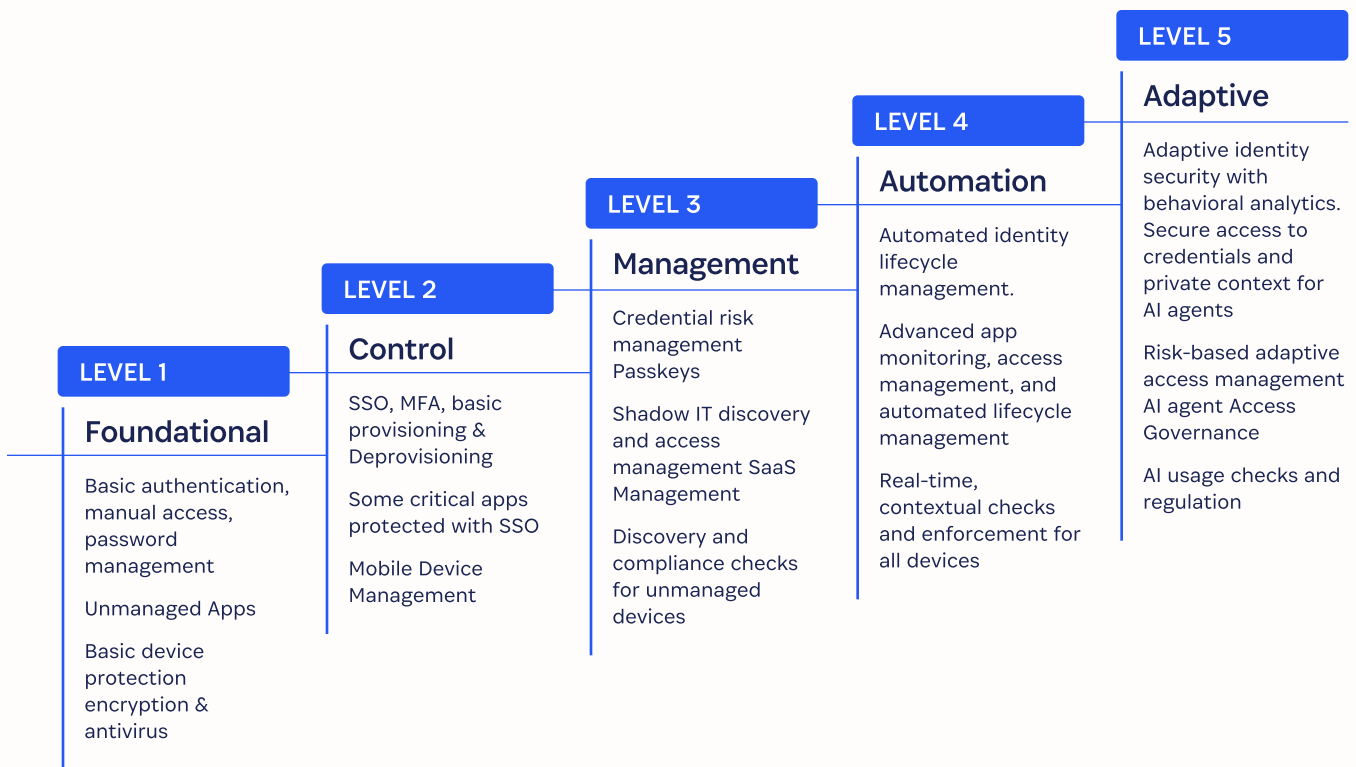 LEVEL 1
Foundational
Basic authentication,
manual access,
password
management
Unmanaged Apps
Basic device
protection
encryption &
antivirus
LEVEL 2
Control
SSO, MFA, basic
provisioning &
Deprovisioning
Some critical apps
protected with SSO
Mobile Device
Management
LEVEL 3
Management
Credential risk
management
Passkeys
Shadow IT discovery
and access
management SaaS
Management
Discovery and
compliance checks
for unmanaged
devices
LEVEL 4
Automation
Automated identity
lifecycle
management.
Advanced app
monitoring, access
management, and
automated lifecycle
management
Real-time,
contextual checks
and enforcement for
all devices
LEVEL 5
Adaptive
Adaptive identity
security with
behavioral analytics.
Secure access to
credentials and
private context for
AI agents
Risk-based adaptive
access management
AI agent Access
Governance
AI usage checks and
regulation